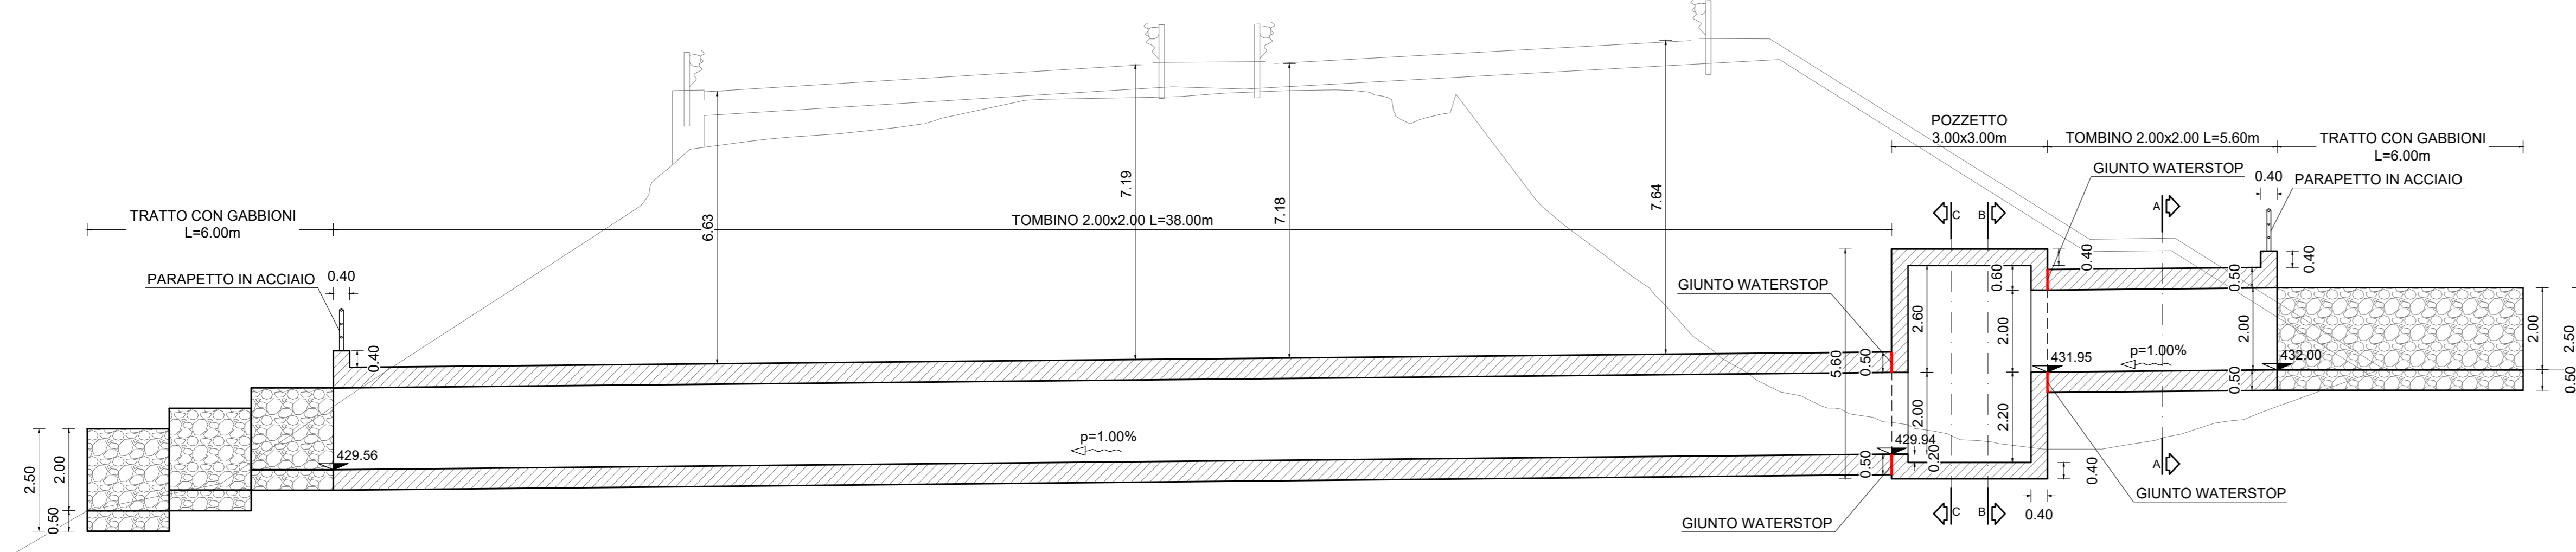 POZZETTO
3.00x3.00m
TOMBINO 2.00x2.00 L=5.60m
TRATTO CON GABBIONI
L=6.00m
GIUNTO WATERSTOP
0.40
PARAPETTO IN ACCIAIO
7.19
7.18
7.64
6.63
TRATTO CON GABBIONI
L=6.00m
TOMBINO 2.00x2.00 L=38.00m
C
B
A
PARAPETTO IN ACCIAIO
0.40
GIUNTO WATERSTOP
0.40
0.60
0.50
0.40
0.40
5.60
0.50
2.60
2.00
431.95
p=1.00%
2.00
432.00
2.00
2.50
0.50
0.50
0.50
2.00
2.20
p=1.00%
429.94
429.56
2.50
2.00
0.50
0.50
0.20
0.40
A
GIUNTO WATERSTOP
C
B
0.40
GIUNTO WATERSTOP